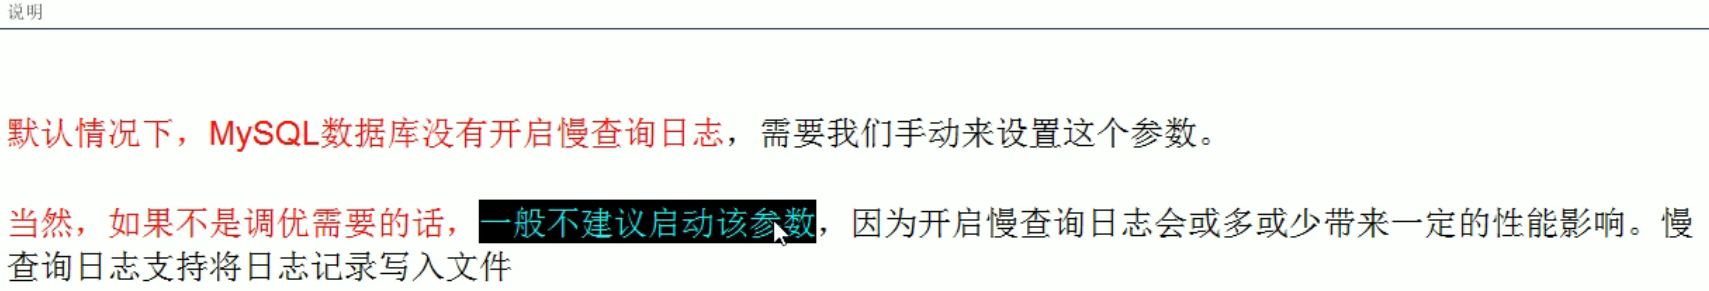 说明
默认情况下，MySQL数据库没有开启慢查询日志，需要我们手动来设置这个参数。
当然，如果不是调优需要的话，一般不建议启动该参数，因为开启慢查询日志会或多或少带来一定的性能影响。慢
查询日志支持将日志记录写入文件